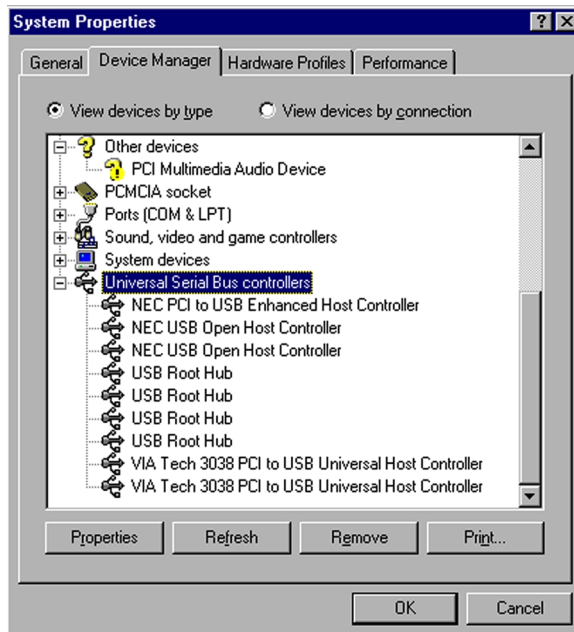 System Properties
General Device Manager Hardware Profiles Performance
View devices by type View devices by connection
Other devices
PCI Multimedia Audio Device
PCMCIA socket
Ports (COM & LPT)
Sound, video and game controllers
System devices
Universal Serial Bus controllers
NEC PCI to USB Enhanced Host Controller
NEC USB Open Host Controller
NEC USB Open Host Controller
USB Root Hub
USB Root Hub
USB Root Hub
USB Root Hub
VIA Tech 3038 PCI to USB Universal Host Controller
VIA Tech 3038 PCI to USB Universal Host Controller
Properties Refresh Remove Print...
OK Cancel